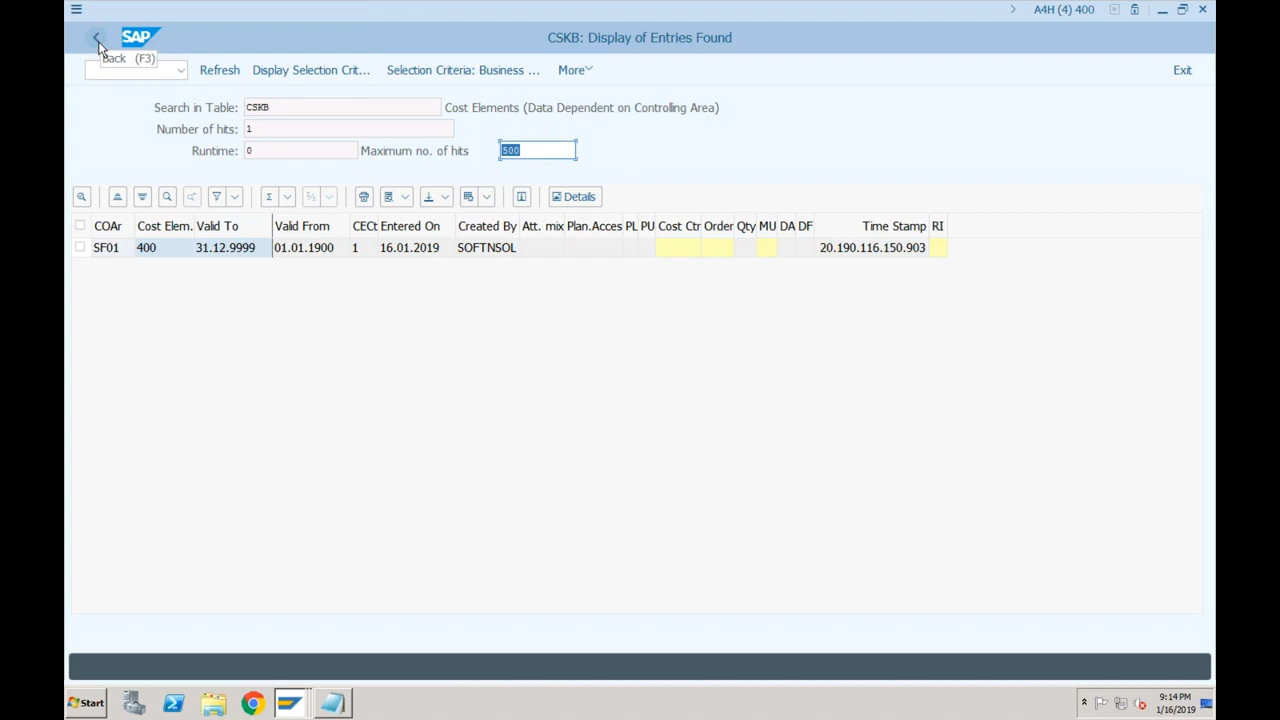 A4H (4) 400
SAP
CSKB: Display of Entries Found
Back (F3)
Refresh Display Selection Crit... Selection Criteria: Business ... More Exit
Search in Table: CSKB Cost Elements (Data Dependent on Controlling Area)
Number of hits: 1
Runtime: 0 Maximum no. of hits 500
Details
COAr Cost Elem. Valid To Valid From CECt Entered On Created By Att. mix Plan.Acces PL PU Cost Ctr Order Qty MU DA DF Time Stamp RI
SF01 400 31.12.9999 01.01.1900 1 16.01.2019 SOFTNSOL 20.190.116.150.903
Start 9:14 PM
1/16/2019